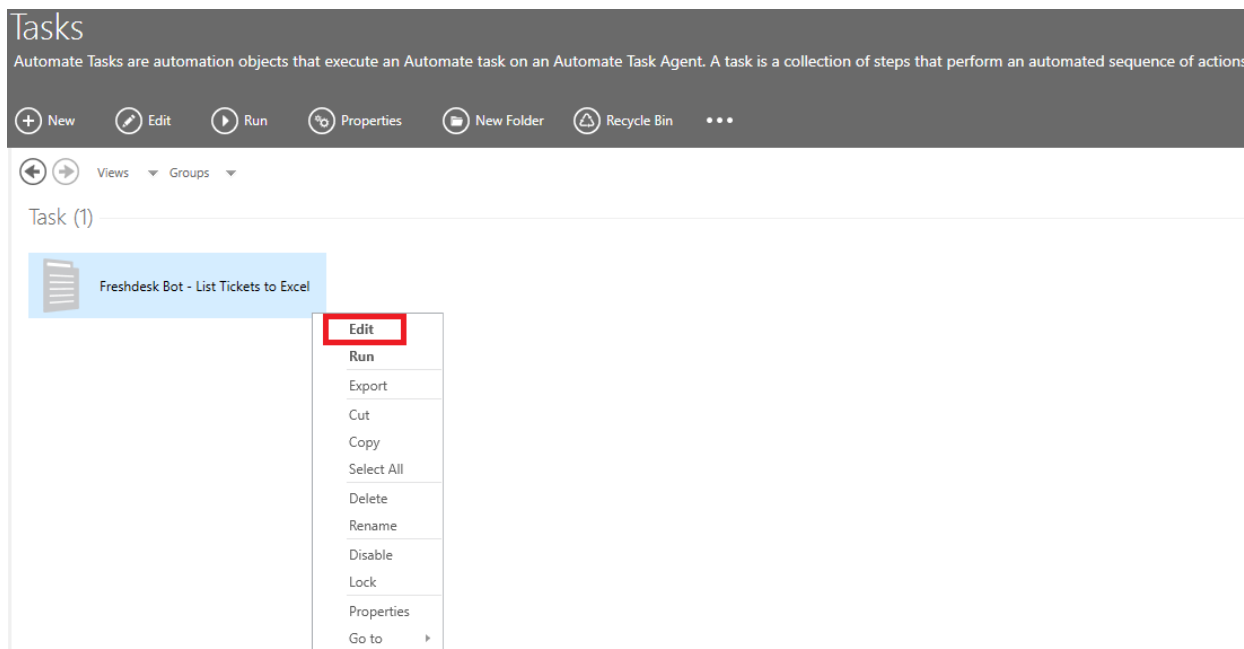 Tasks
Automate Tasks are automation objects that execute an Automate task on an Automate Task Agent. A task is a collection of steps that perform an automated sequence of actions
New Edit Run Properties New Folder Recycle Bin •••
Views Groups
Task (1)
Freshdesk Bot - List Tickets to Excel
Edit
Run
Export
Cut
Copy
Select All
Delete
Rename
Disable
Lock
Properties
Go to